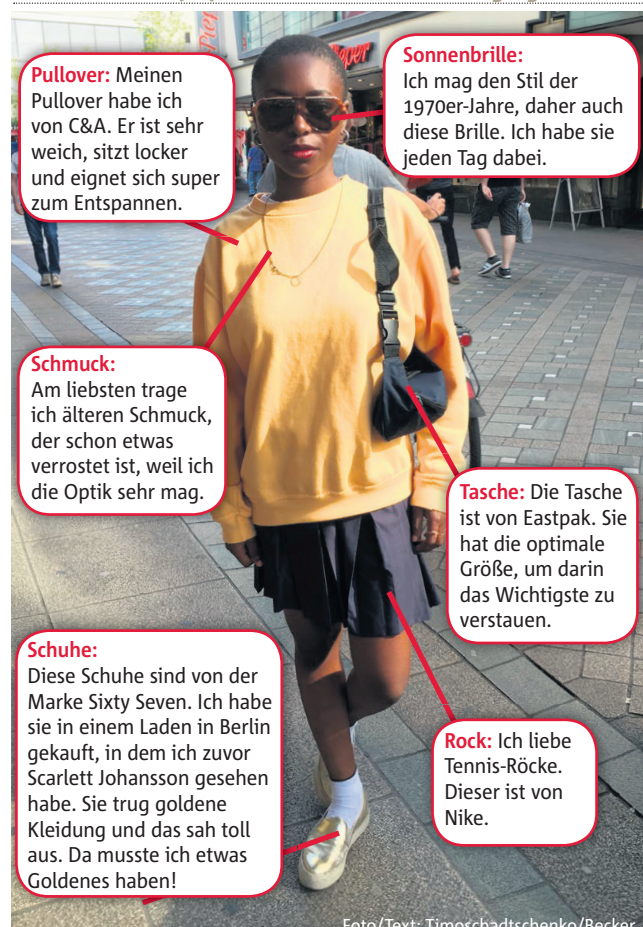 Pieper
Pieper
Pullover: Meinen
Pullover habe ich
von C&A. Er ist sehr
weich, sitzt locker
und eignet sich super
zum Entspannen.
Sonnenbrille:
Ich mag den Stil der
1970er-Jahre, daher auch
diese Brille. Ich habe sie
jeden Tag dabei.
Schmuck:
Am liebsten trage
ich älteren Schmuck,
der schon etwas
verrostet ist, weil ich
die Optik sehr mag.
Tasche: Die Tasche
ist von Eastpak. Sie
hat die optimale
Größe, um darin
das Wichtigste zu
verstauen.
Schuhe:
Diese Schuhe sind von der
Marke Sixty Seven. Ich habe
sie in einem Laden in Berlin
gekauft, in dem ich zuvor
Scarlett Johansson gesehen
habe. Sie trug goldene
Kleidung und das sah toll
aus. Da musste ich etwas
Goldenes haben!
Rock: Ich liebe
Tennis-Röcke.
Dieser ist von
Nike.
Foto/Text: Timoschadtschenko/Becker